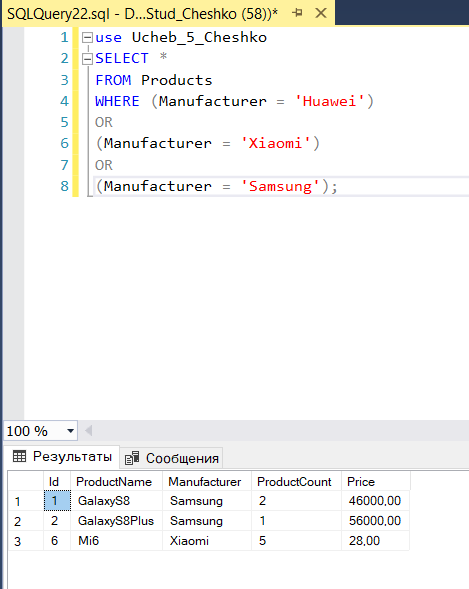 SQLQuery22.sql - D...Stud_Cheshko (58))*
1 use Ucheb_5_Cheshko
2 SELECT *
3 FROM Products
4 WHERE (Manufacturer = 'Huawei')
5 OR
6 (Manufacturer = 'Xiaomi')
7 OR
8 (Manufacturer = 'Samsung');
100 %
Результаты Сообщения
Id ProductName Manufacturer ProductCount Price
1 1 GalaxyS8 Samsung 2 46000,00
2 2 GalaxyS8Plus Samsung 1 56000,00
3 6 Mi6 Xiaomi 5 28,00